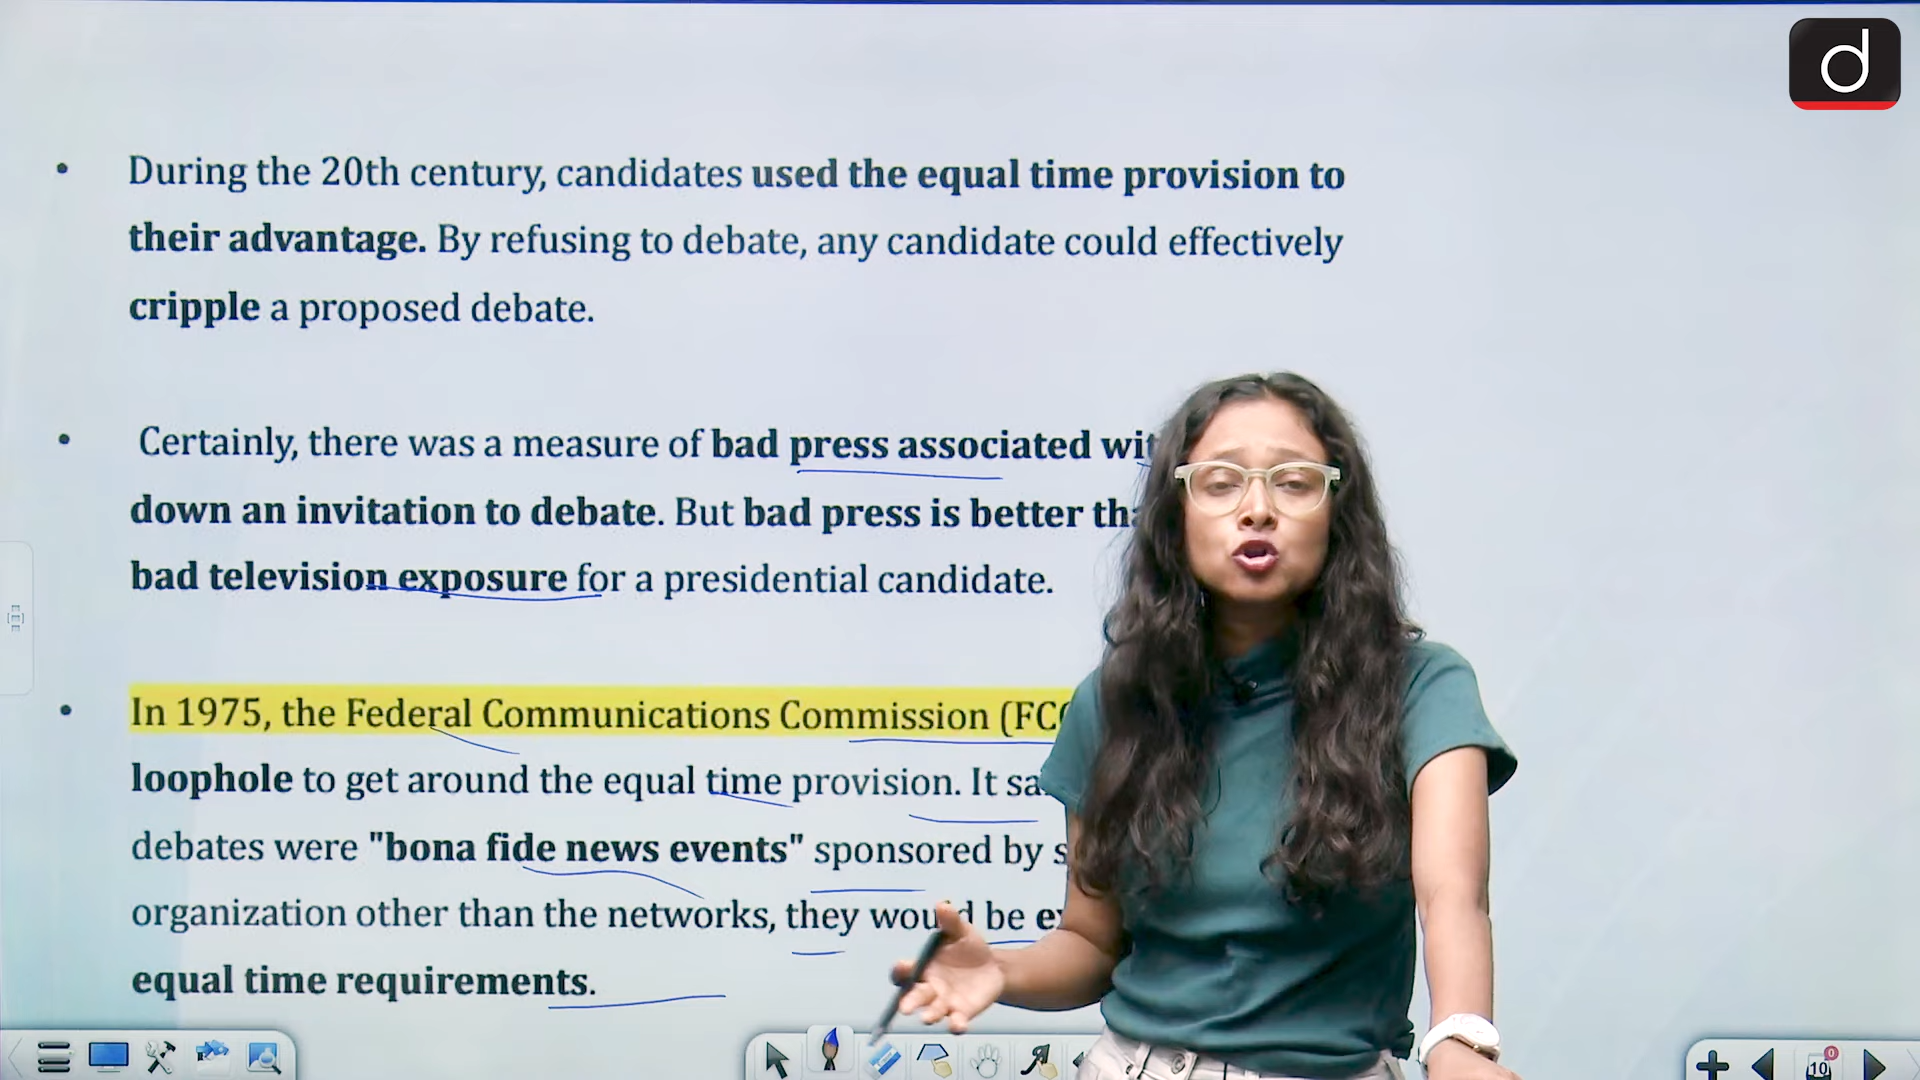 d
During the 20th century, candidates used the equal time provision to
their advantage. By refusing to debate, any candidate could effectively
cripple a proposed debate.
Certainly, there was a measure of bad press associated
down an invitation to debate. But bad press is better
bad television exposure for a presidential candidate.
In 1975, the Federal Communications Commission
loophole to get around the equal time provision. It
debates were "bona fide news events" sponsored by
organization other than the networks, they would be
equal time requirements.
10
0